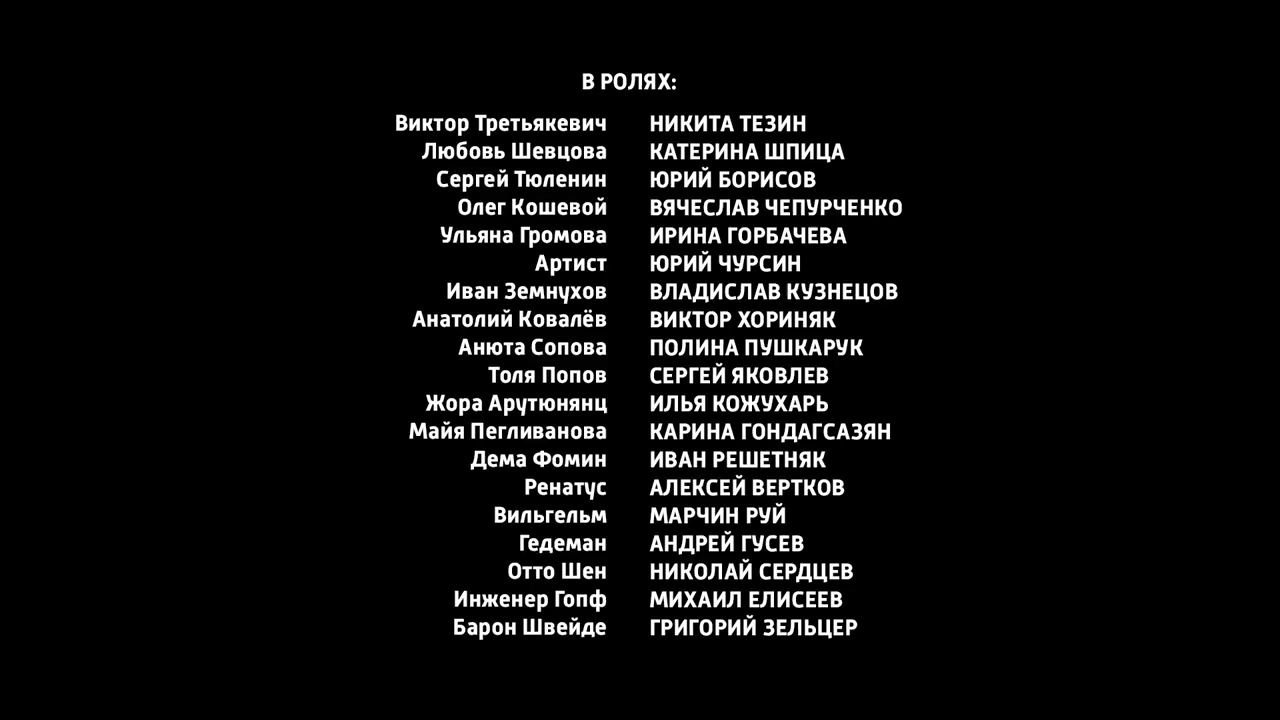 В РОЛЯХ:
Виктор Третьякевич НИКИТА ТЕЗИН
Любовь Шевцова КАТЕРИНА ШПИЦА
Сергей Тюленин ЮРИЙ БОРИСОВ
Олег Кошевой ВЯЧЕСЛАВ ЧЕПУРЧЕНКО
Ульяна Громова ИРИНА ГОРБАЧЕВА
Артист ЮРИЙ ЧУРСИН
Иван Земнухов ВЛАДИСЛАВ КУЗНЕЦОВ
Анатолий Ковалёв ВИКТОР ХОРИНЯК
Анюта Сопова ПОЛИНА ПУШКАРУК
Толя Попов СЕРГЕЙ ЯКОВЛЕВ
Жора Арутюнянц ИЛЬЯ КОЖУХАРЬ
Майя Пегливанова КАРИНА ГОНДАГСАЗЯН
Дема Фомин ИВАН РЕШЕТНЯК
Ренатус АЛЕКСЕЙ ВЕРТКОВ
Вильгельм МАРЧИН РУЙ
Гедеман АНДРЕЙ ГУСЕВ
Отто Шен НИКОЛАЙ СЕРДЦЕВ
Инженер Гопф МИХАИЛ ЕЛИСЕЕВ
Барон Швейде ГРИГОРИЙ ЗЕЛЬЦЕР